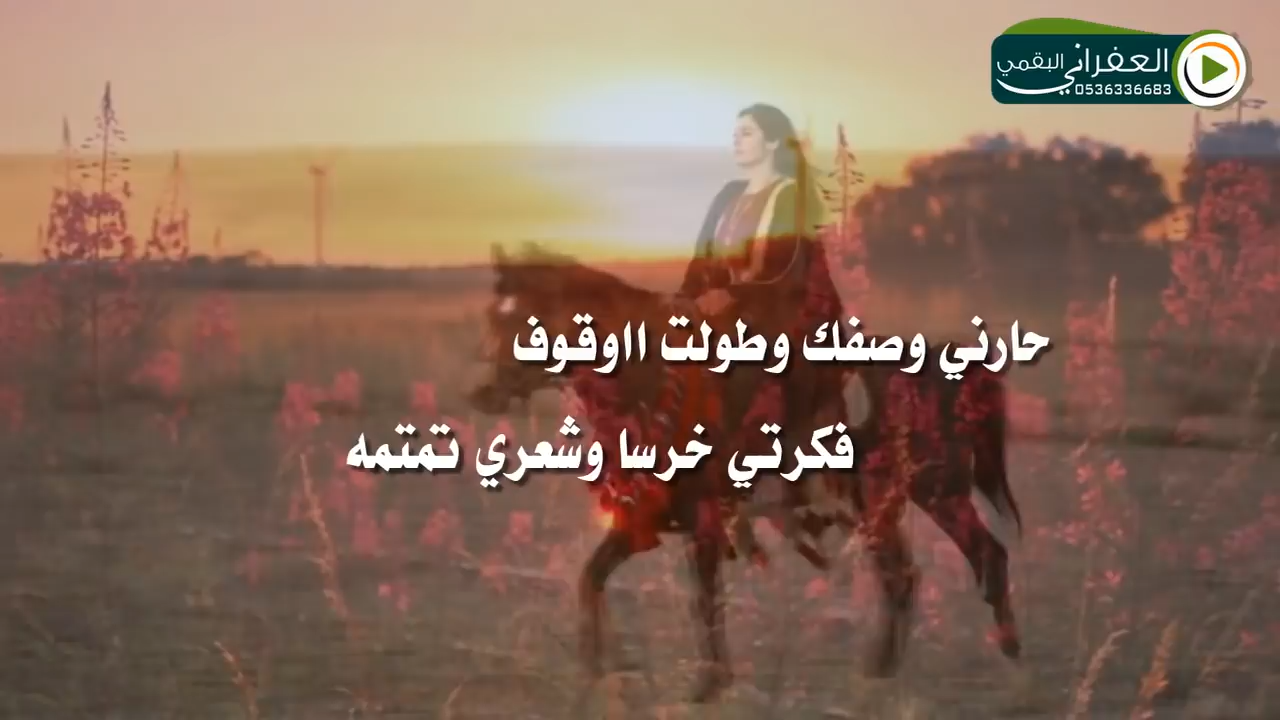 العفراني البقمي
0536336683
حارني وصفك وطولت ااوقوف
فكرتي خرسا وشعري تمتمه